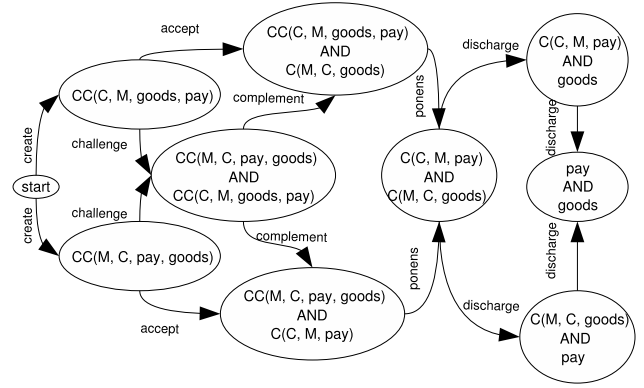 accept
CC(C, M, goods, pay)
AND
C(M, C, goods)
discharge
C(C, M, pay)
AND
goods
create
CC(C, M, goods, pay)
complement
ponens
challenge
discharge
CC(M, C, pay, goods)
AND
CC(C, M, goods, pay)
C(C, M, pay)
AND
C(M, C, goods)
pay
AND
goods
start
create
challenge
CC(M, C, pay, goods)
complement
ponens
discharge
CC(M, C, pay, goods)
AND
C(C, M, pay)
accept
discharge
C(M, C, goods)
AND
pay